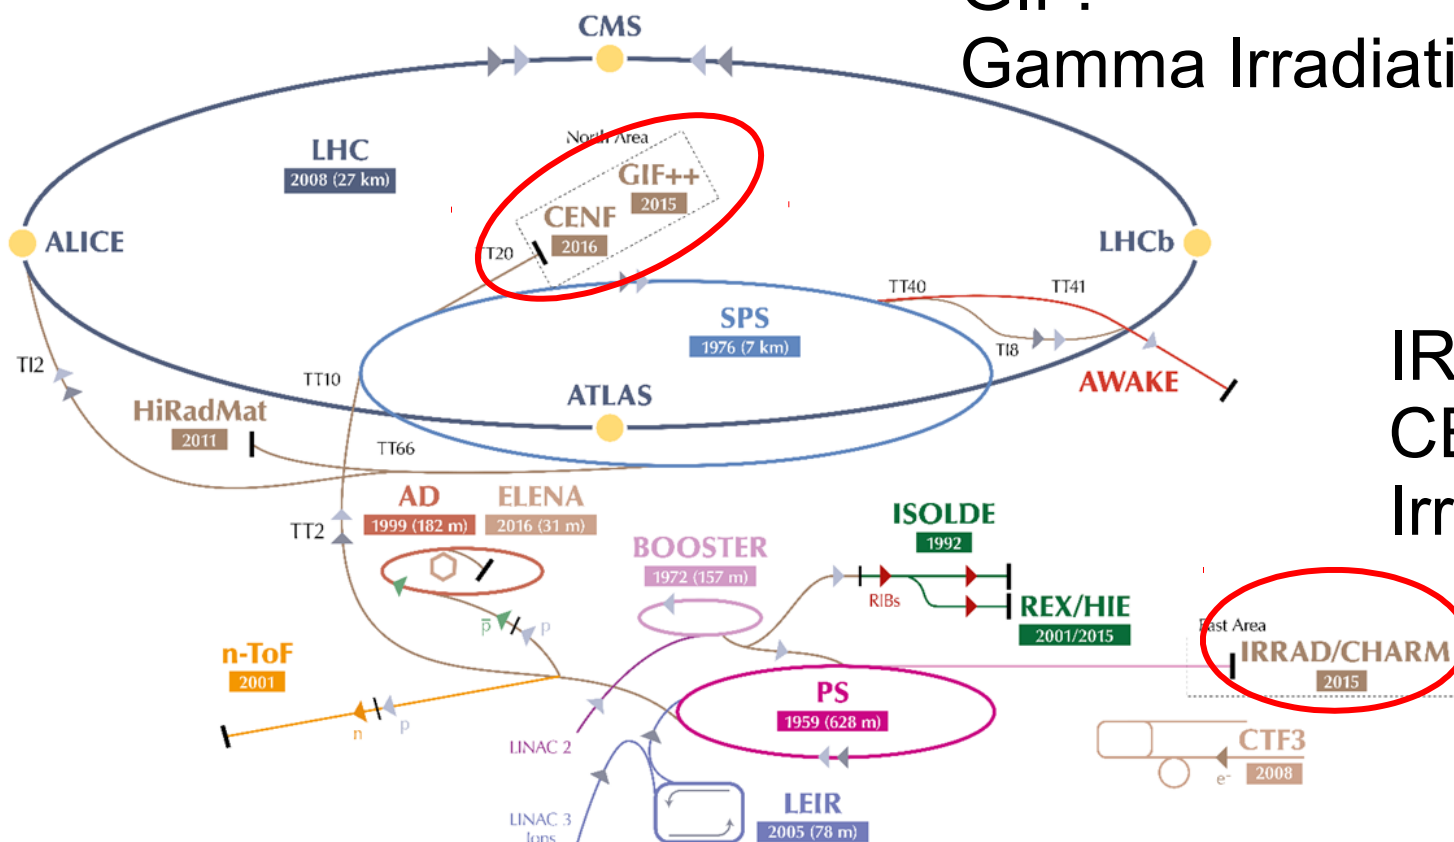 GIF:
Gamma Irradiati
CMS
North Area
LHC
2008 (27 km)
GIF++
2015
CENF
2016
ALICE
LHCb
TT20
TT40
TT41
SPS
1976 (7 km)
TI8
TI2
TT10
AWAKE
IR
CE
Irr
ATLAS
HiRadMat
2011
TT66
AD
1999 (182 m)
ELENA
2016 (31 m)
TT2
ISOLDE
1992
BOOSTER
1972 (157 m)
RIBs
REX/HIE
2001/2015
p̅
p
East Area
IRRAD/CHARM
2015
n-ToF
2001
PS
1959 (628 m)
n
p
LINAC 2
CTF3
2008
e-
LEIR
2005 (78 m)
LINAC 3
Ions